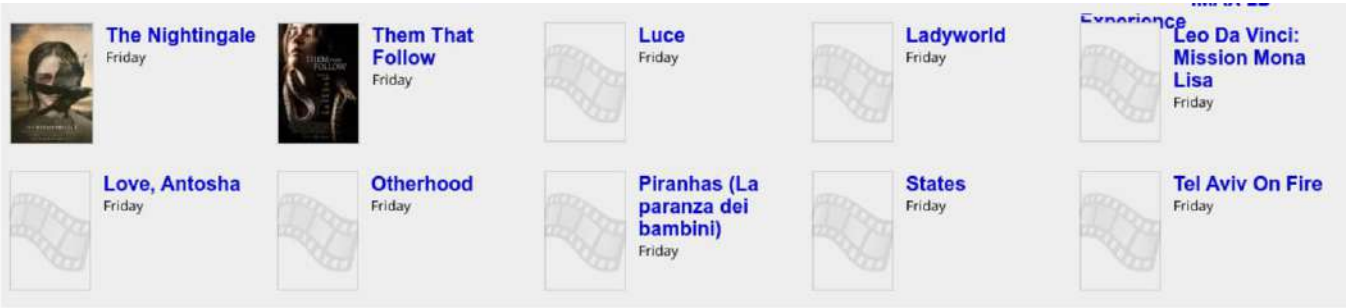 Experience
The Nightingale
Friday
Them That
Follow
Friday
Luce
Friday
Ladyworld
Friday
Leo Da Vinci:
Mission Mona
Lisa
Friday
Love, Antosha
Friday
Otherhood
Friday
Piranhas (La
paranza dei
bambini)
Friday
States
Friday
Tel Aviv On Fire
Friday